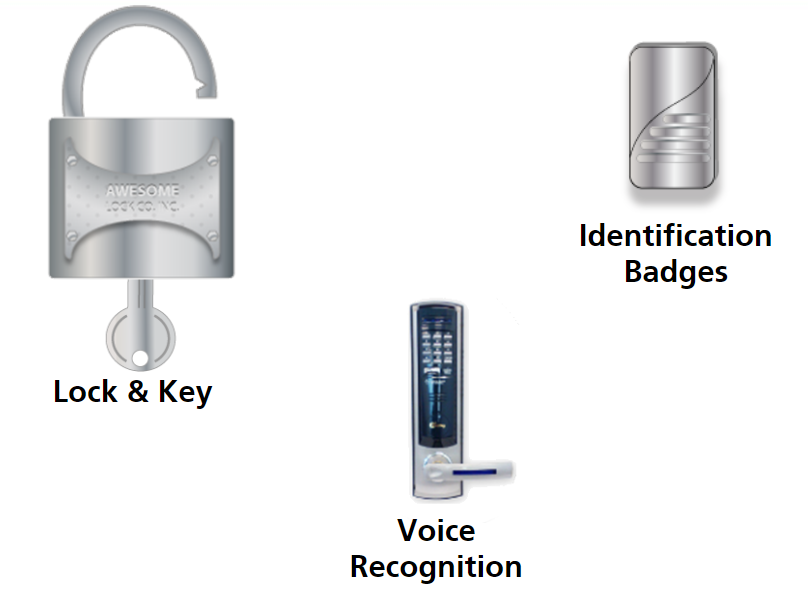 AWESOME
LOCK CO. INC.
Lock & Key
Identification
Badges
Voice
Recognition